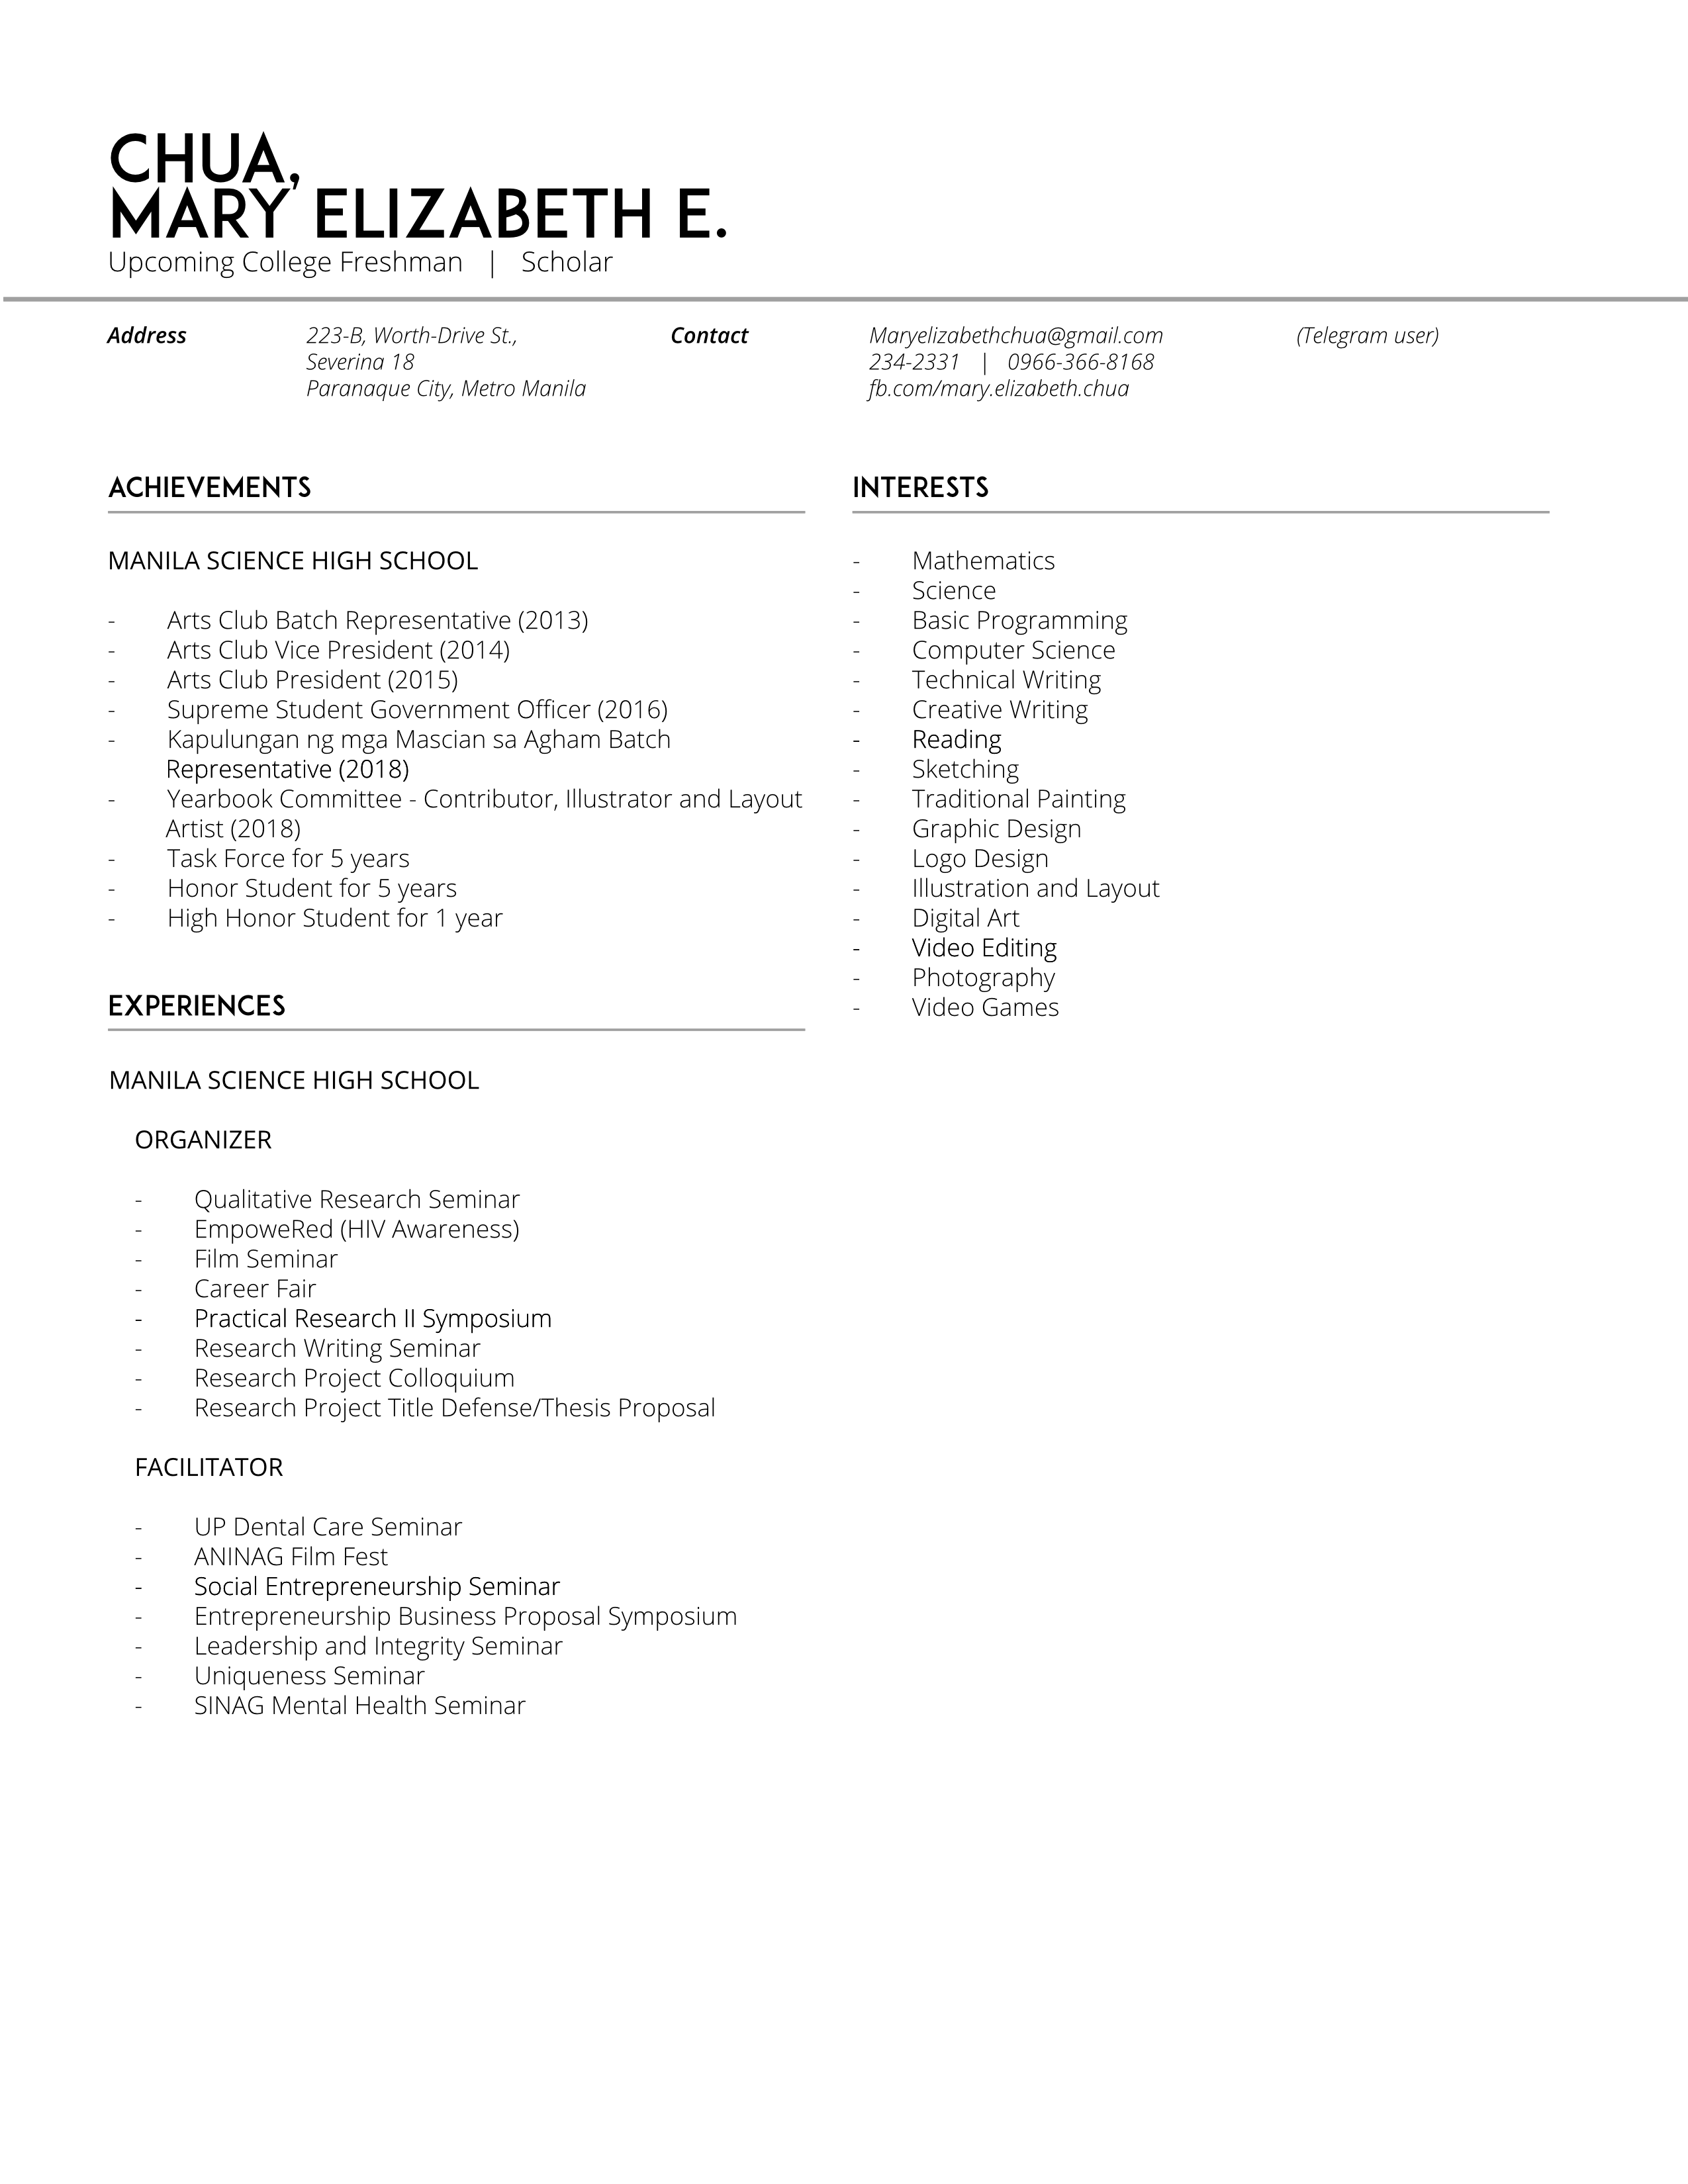 CHUA,
MARY ELIZABETH E.
Upcoming College Freshman | Scholar
Address
223-B, Worth-Drive St.,
Severina 18
Paranaque City, Metro Manila
Contact
Maryelizabethchua@gmail.com
(Telegram user)
234-2331 | 0966-366-8168
fb.com/mary.elizabeth.chua
ACHIEVEMENTS
MANILA SCIENCE HIGH SCHOOL
- Arts Club Batch Representative (2013)
- Arts Club Vice President (2014)
- Arts Club President (2015)
- Supreme Student Government Officer (2016)
- Kapulungan ng mga Mascian sa Agham Batch
Representative (2018)
- Yearbook Committee - Contributor, Illustrator and Layout
Artist (2018)
- Task Force for 5 years
- Honor Student for 5 years
- High Honor Student for 1 year
EXPERIENCES
MANILA SCIENCE HIGH SCHOOL
ORGANIZER
- Qualitative Research Seminar
- EmpoweRed (HIV Awareness)
- Film Seminar
- Career Fair
- Practical Research II Symposium
- Research Writing Seminar
- Research Project Colloquium
- Research Project Title Defense/Thesis Proposal
FACILITATOR
- UP Dental Care Seminar
- ANINAG Film Fest
- Social Entrepreneurship Seminar
- Entrepreneurship Business Proposal Symposium
- Leadership and Integrity Seminar
- Uniqueness Seminar
- SINAG Mental Health Seminar
INTERESTS
- Mathematics
- Science
- Basic Programming
- Computer Science
- Technical Writing
- Creative Writing
- Reading
- Sketching
- Traditional Painting
- Graphic Design
- Logo Design
- Illustration and Layout
- Digital Art
- Video Editing
- Photography
- Video Games